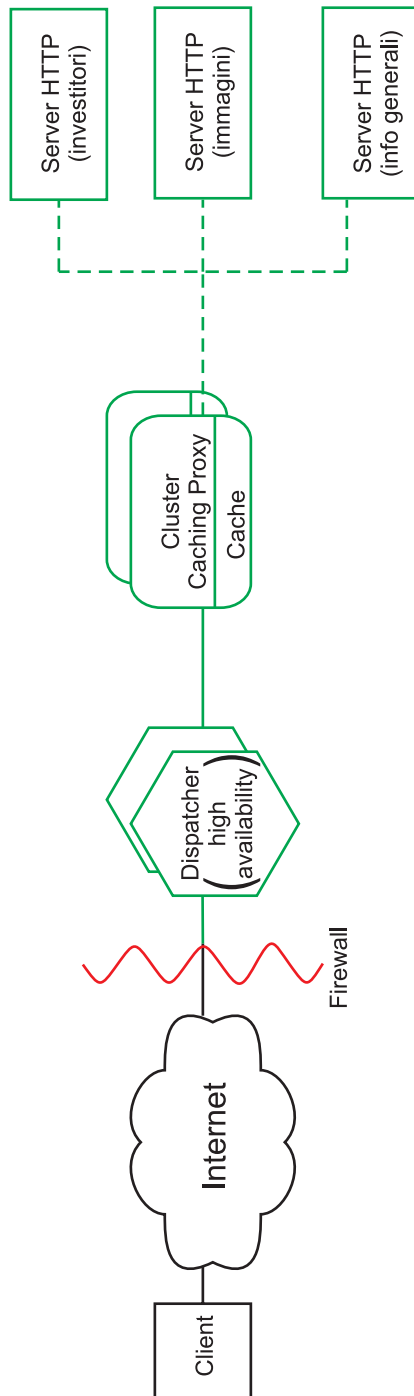 Client
Internet
Firewall
Dispatcher
(high
availability)
Cluster
Caching Proxy
Cache
Server HTTP
(investitori)
Server HTTP
(immagini)
Server HTTP
(info generali)